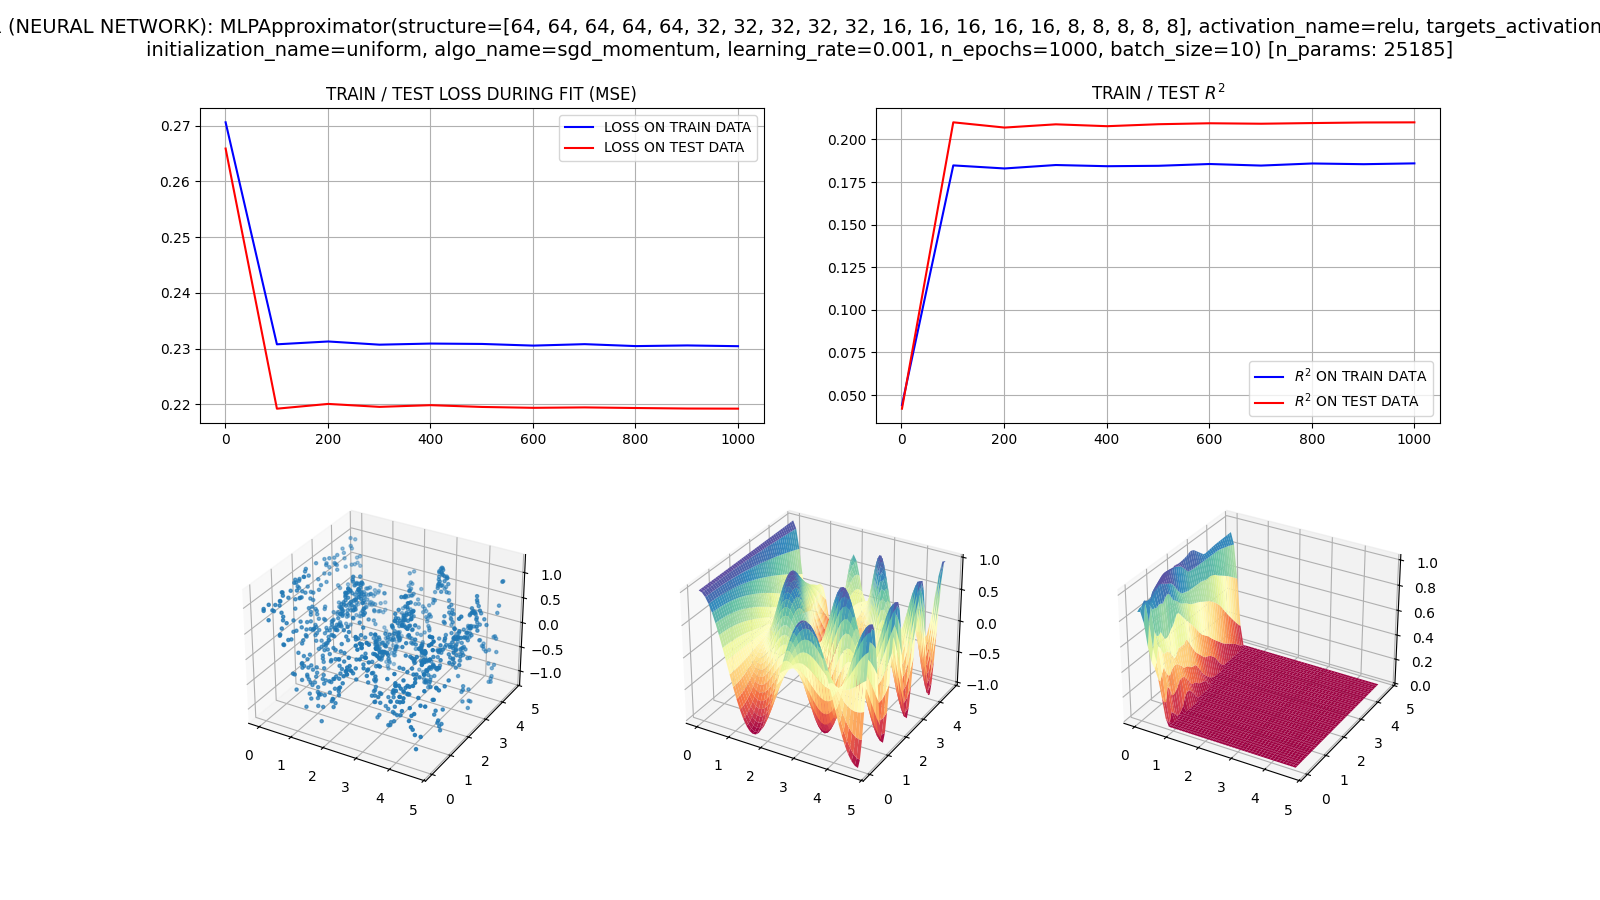 (NEURAL NETWORK): MLPApproximator(structure=[64, 64, 64, 64, 64, 32, 32, 32, 32, 32, 16, 16, 16, 16, 16, 8, 8, 8, 8, 8], activation_name=relu, targets_activation
initialization_name=uniform, algo_name=sgd_momentum, learning_rate=0.001, n_epochs=1000, batch_size=10) [n_params: 25185]
TRAIN / TEST LOSS DURING FIT (MSE)
LOSS ON TRAIN DATA
LOSS ON TEST DATA
0.27
0.26
0.25
0.24
0.23
0.22
0 200 400 600 800 1000
TRAIN / TEST R²
0.200
0.175
0.150
0.125
0.100
0.075
0.050
R² ON TRAIN DATA
R² ON TEST DATA
0 200 400 600 800 1000
1.0
0.5
0.0
−0.5
−1.0
0 1 2 3 4 5
0 1 2 3 4 5
1.0
0.5
0.0
−0.5
−1.0
0 1 2 3 4 5
0 1 2 3 4 5
1.0
0.8
0.6
0.4
0.2
0.0
0 1 2 3 4 5
0 1 2 3 4 5